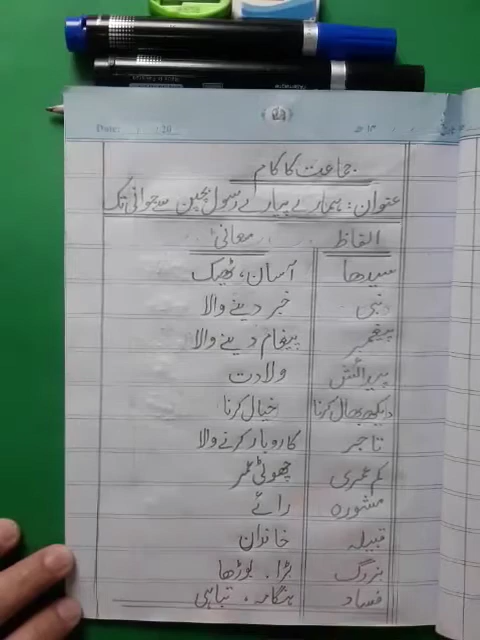 Date: / / 20
جماعت کا کام
عنوان: ہمارے پیارے رسول بچپن سے جوانی تک
الفاظ معانی
سیدھا آسان، ٹھیک
نبی خبر دینے والا
پیغمبر پیغام دینے والا
پیدائش ولادت
دیکھ بھال کرنا خیال کرنا
تاجر کاروبار کرنے والا
کم عمری چھوٹی عمر
مشورہ رائے
قبیلہ خاندان
بزرگ بڑا، بوڑھا
فساد ہنگامہ، تباہی